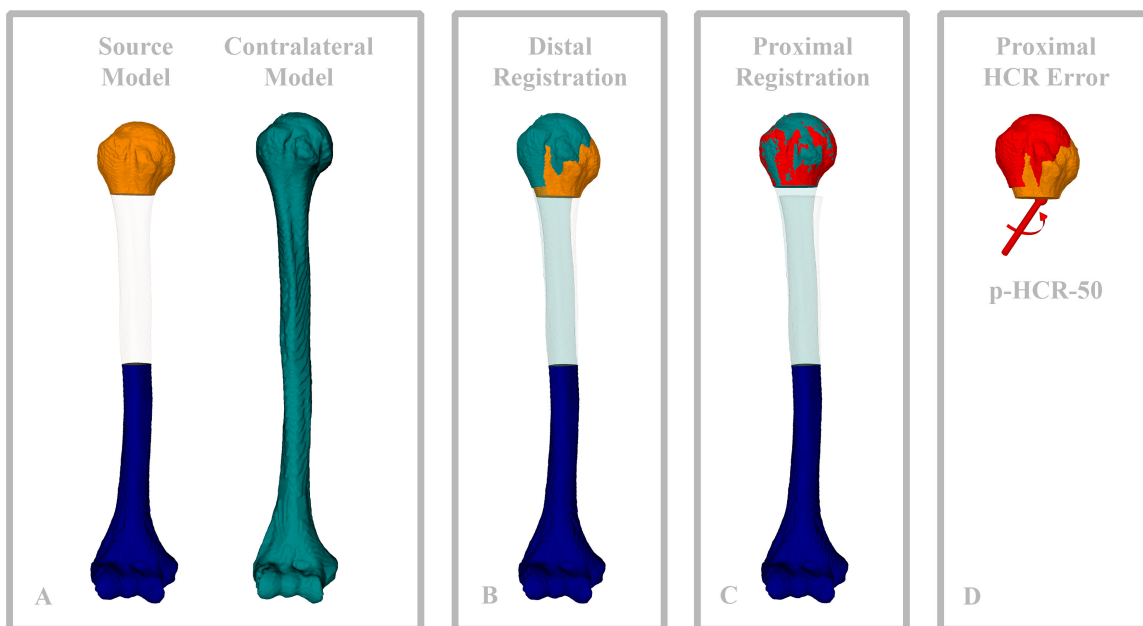 Source
Model
Contralateral
Model
A
Distal
Registration
B
Proximal
Registration
C
Proximal
HCR Error
p-HCR-50
D